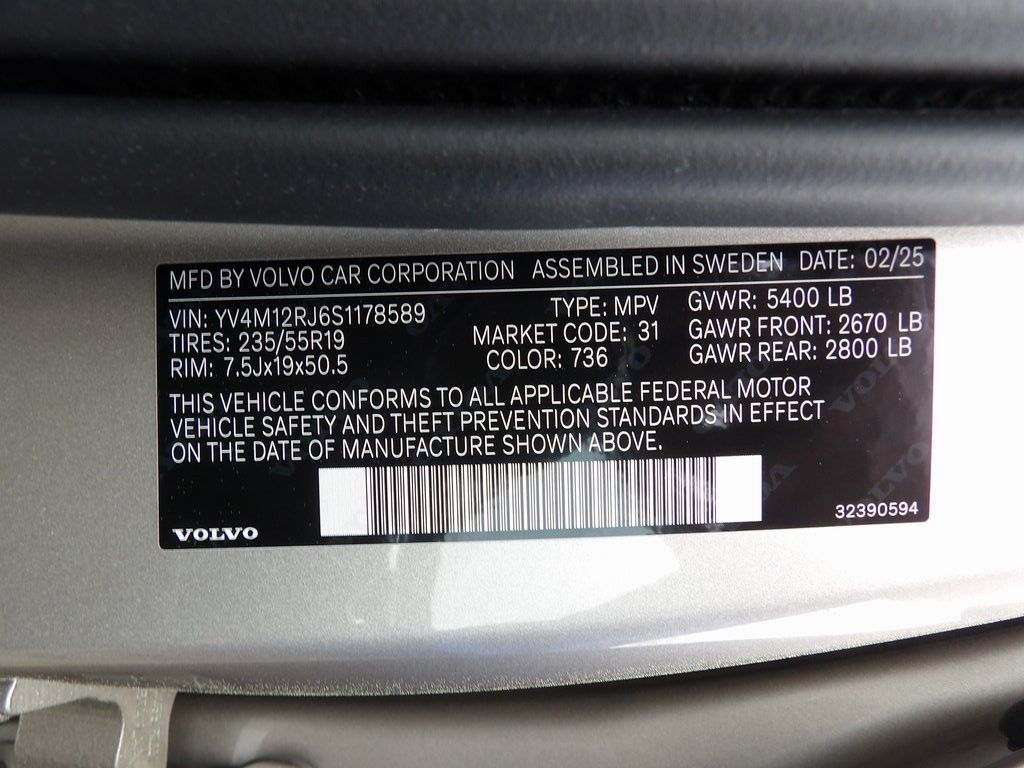 MFD BY VOLVO CAR CORPORATION ASSEMBLED IN SWEDEN DATE: 02/25
VIN: YV4M12RJ6S1178589 TYPE: MPV GVWR: 5400 LB
TIRES: 235/55R19 MARKET CODE: 31 GAWR FRONT: 2670 LB
RIM: 7.5Jx19x50.5 COLOR: 736 GAWR REAR: 2800 LB
THIS VEHICLE CONFORMS TO ALL APPLICABLE FEDERAL MOTOR
VEHICLE SAFETY AND THEFT PREVENTION STANDARDS IN EFFECT
ON THE DATE OF MANUFACTURE SHOWN ABOVE.
VOLVO 32390594